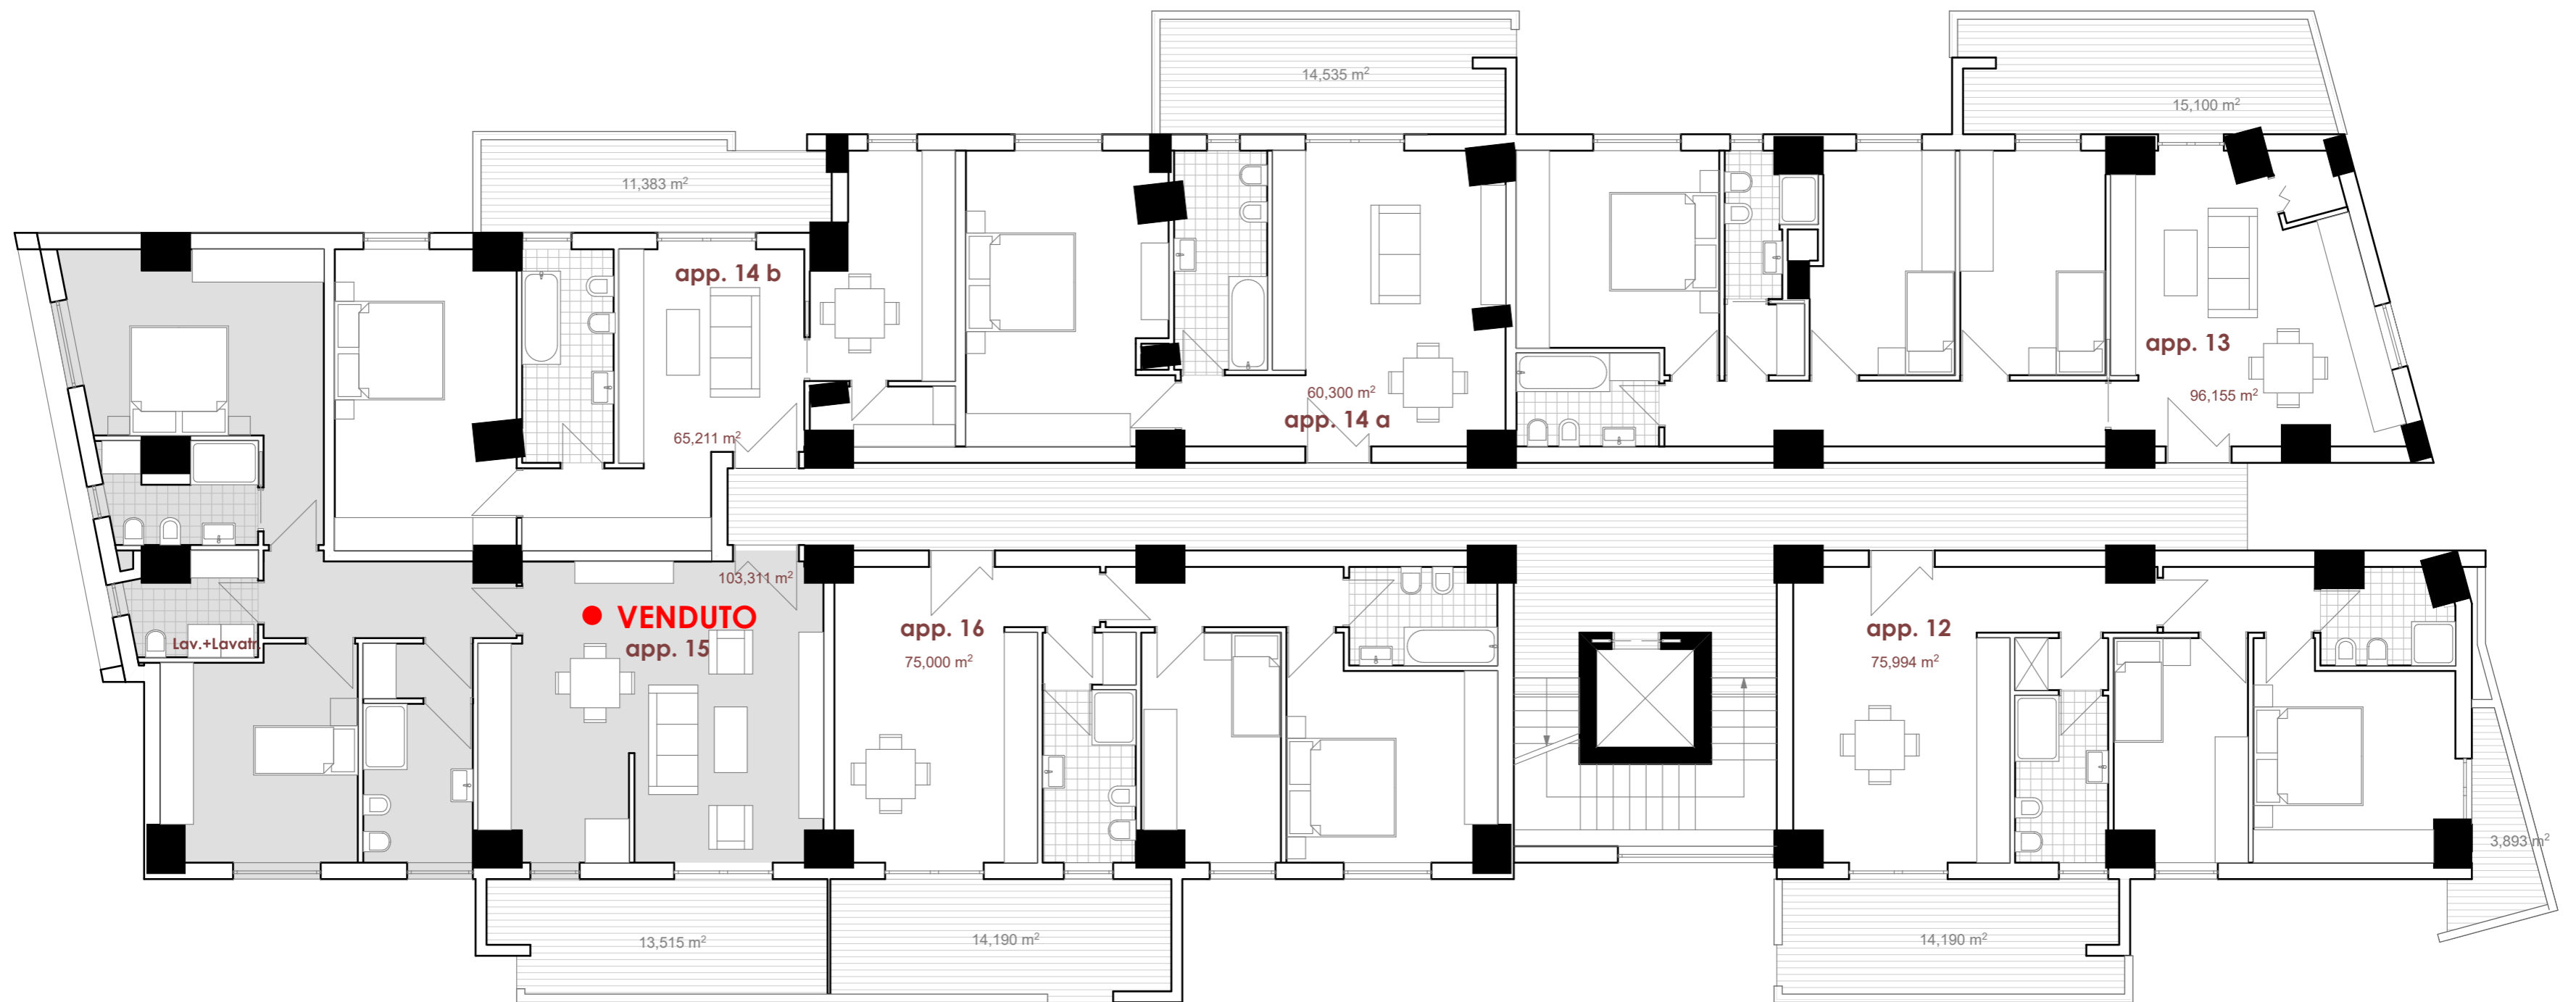 14,535 m²
15,100 m²
11,383 m²
app. 14 b
65,211 m²
60,300 m²
app. 14 a
app. 13
96,155 m²
103,311 m²
VENDUTO
app. 15
Lav.+Lavatr.
app. 16
75,000 m²
app. 12
75,994 m²
3,893 m²
13,515 m²
14,190 m²
14,190 m²